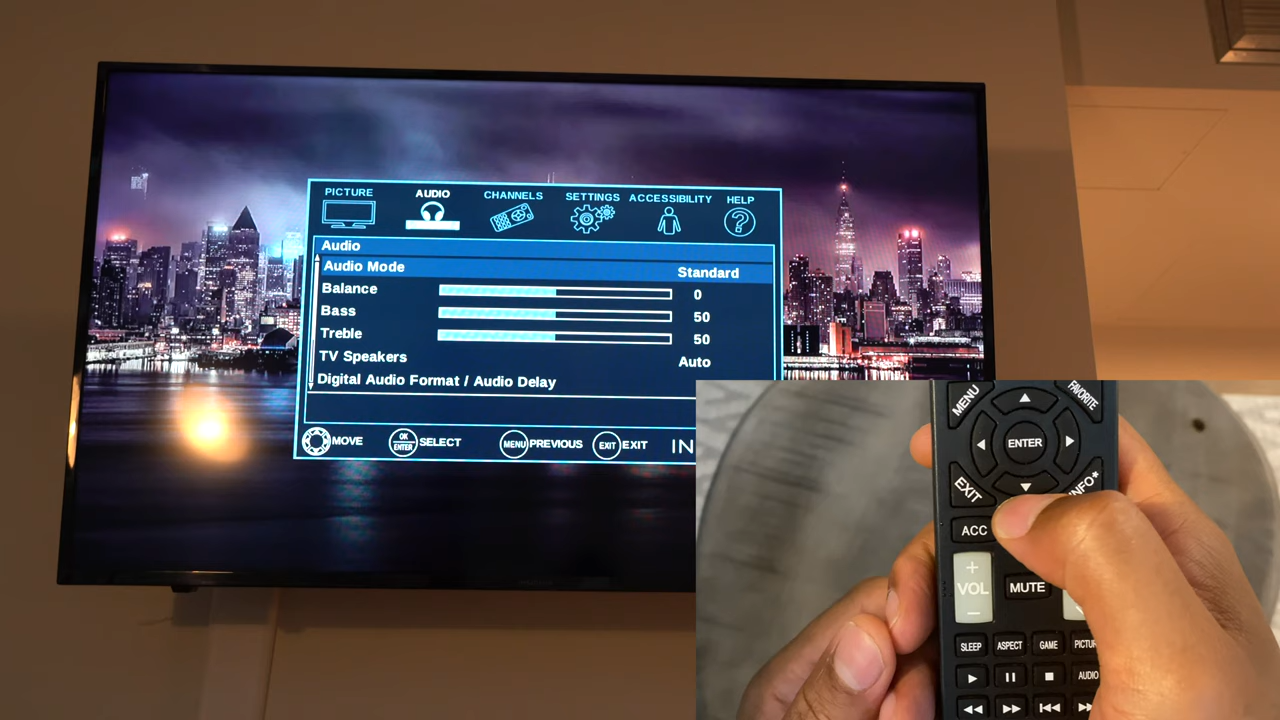 PICTURE AUDIO CHANNELS SETTINGS ACCESSIBILITY HELP
?
Audio
Audio Mode Standard
Balance 0
Bass 50
Treble 50
TV Speakers Auto
Digital Audio Format / Audio Delay
MOVE OK ENTER SELECT MENU PREVIOUS EXIT EXIT IN
MENU FAVORITE
ENTER
EXIT INFO*
ACC
+
VOL MUTE
−
SLEEP ASPECT GAME PICTU
AUDIO